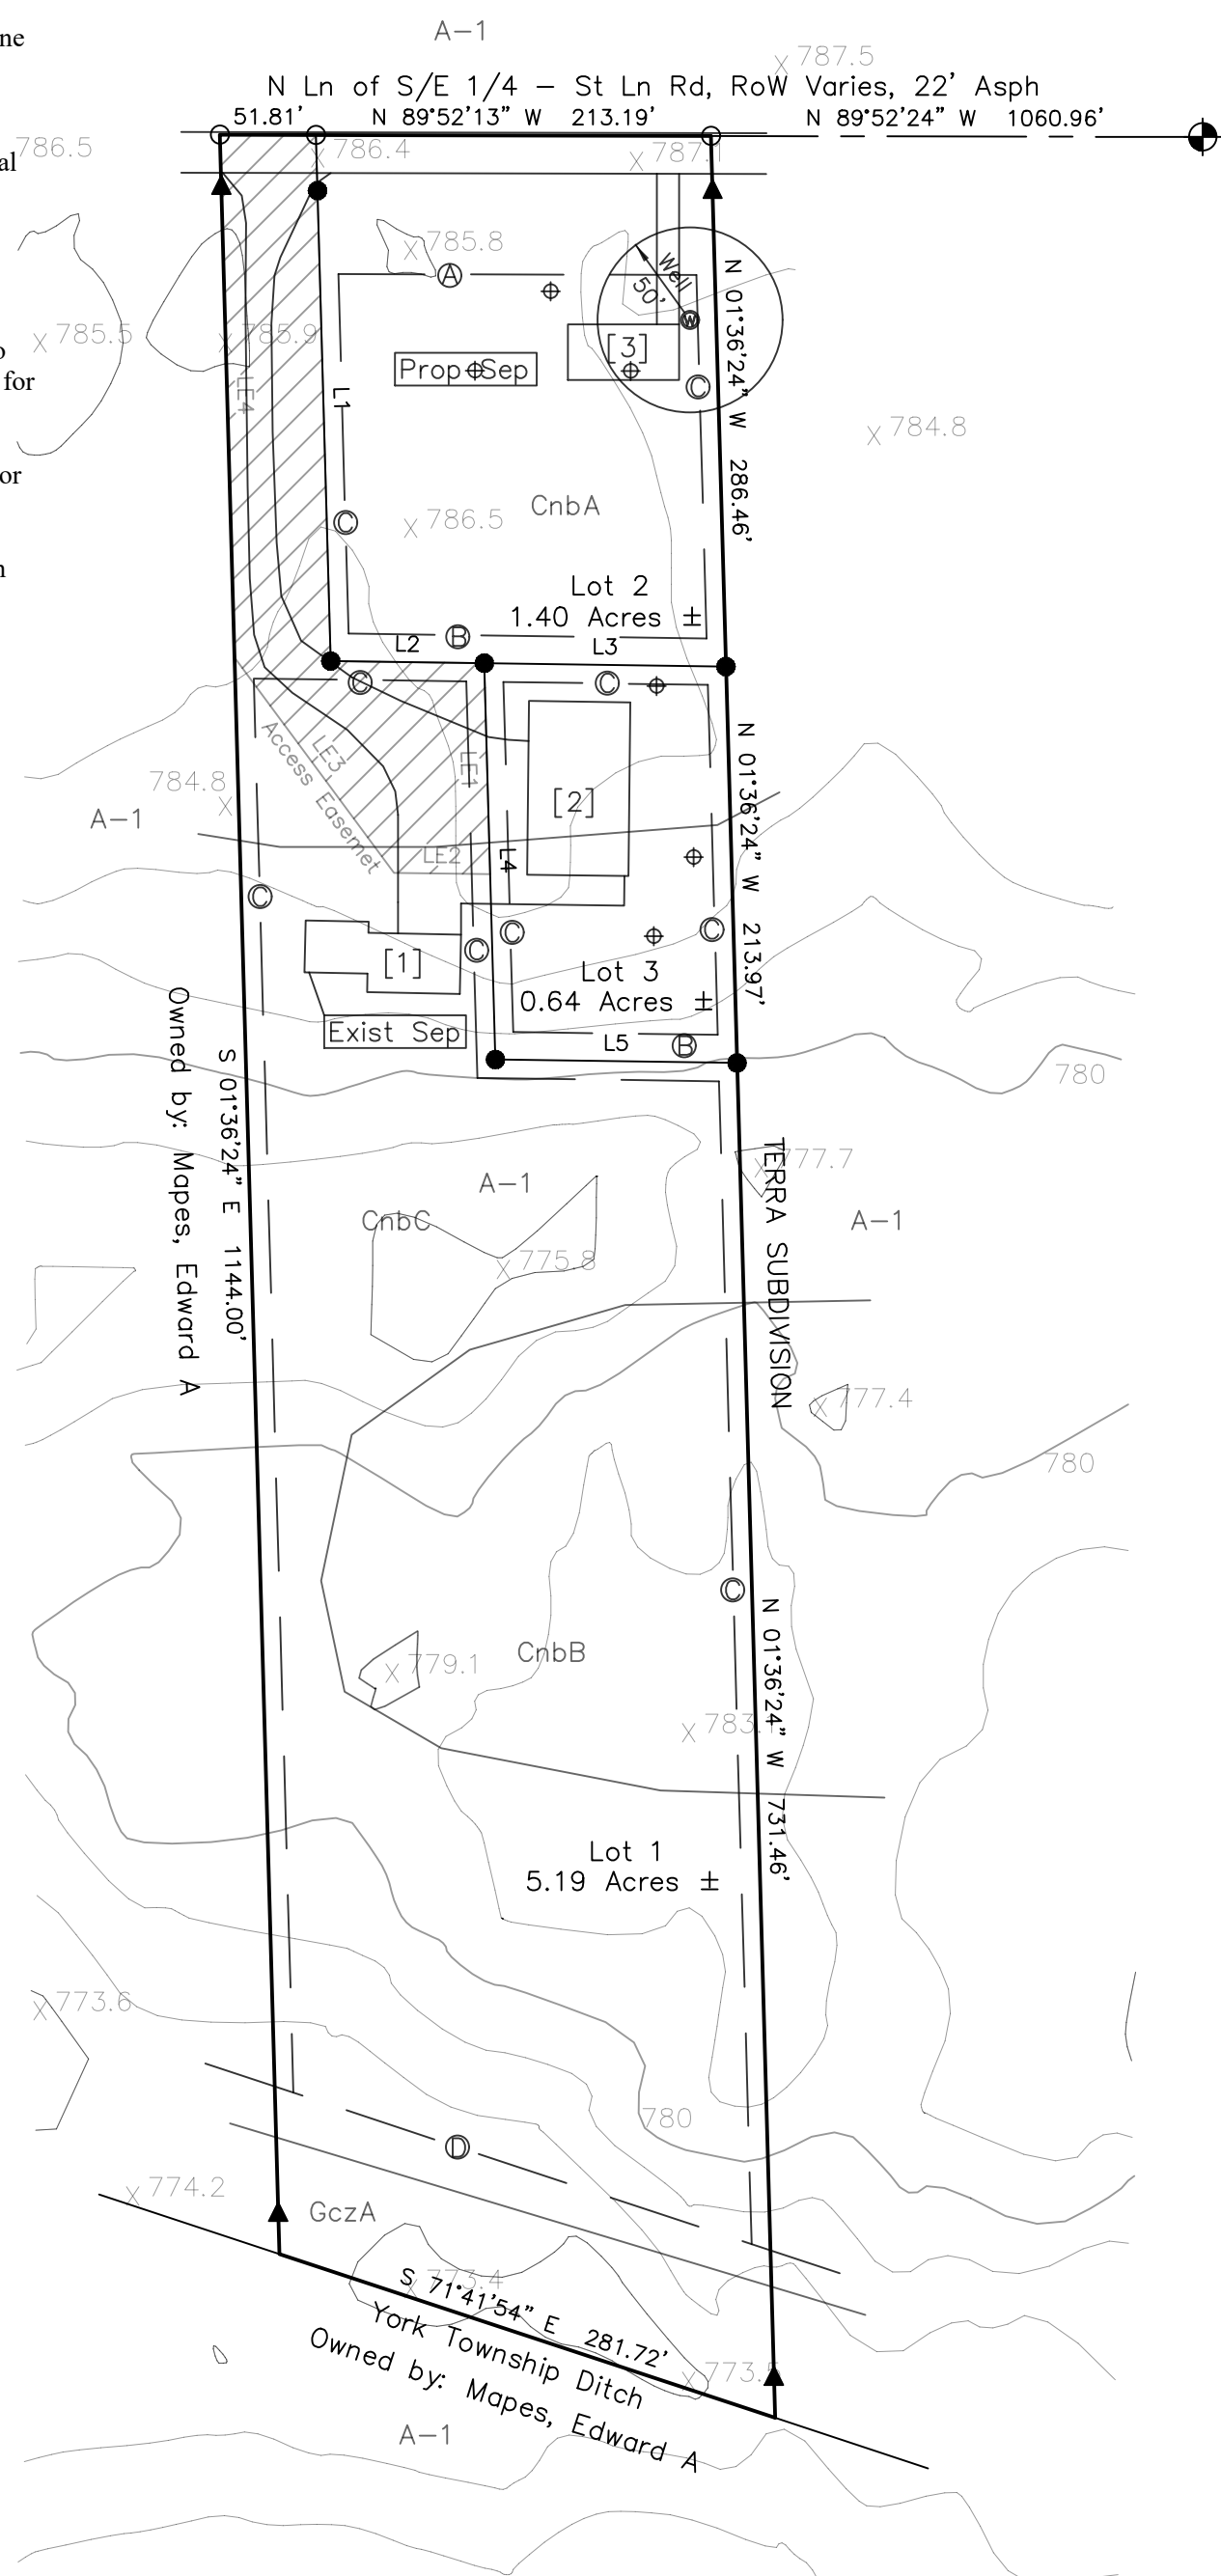 ne
A-1
787.5
N Ln of S/E 1/4 – St Ln Rd, RoW Varies, 22' Asph
51.81' N 89°52'13" W 213.19' N 89°52'24" W 1060.96'
786.5
786.4
al
785.8
A
Well
50'
W
785.5
785.9
o
for
[3]
Prop Sep
C
LE4
L1
N 01°36'24" W 286.46'
784.8
or
CnbA
C
786.5
n
Lot 2
1.40 Acres ±
B
L2
L3
C
C
LE3
Access Easemet
LE1
784.8
[2]
N 01°36'24" W 213.97'
A-1
LE2
L4
C
C
C
C
[1]
Lot 3
0.64 Acres ±
Exist Sep
L5
B
Owned by: Mapes, Edward A
S 01°36'24" E 1144.00'
780
TERRA SUBDIVISION
777.7
A-1
CnbC
A-1
775.8
777.4
780
C
N 01°36'24" W 731.46'
CnbB
779.1
Lot 1
5.19 Acres ±
773.6
780
D
774.2
GczA
773.4
S 71°41'54" E 281.72'
York Township Ditch
Owned by: Mapes, Edward A
A-1